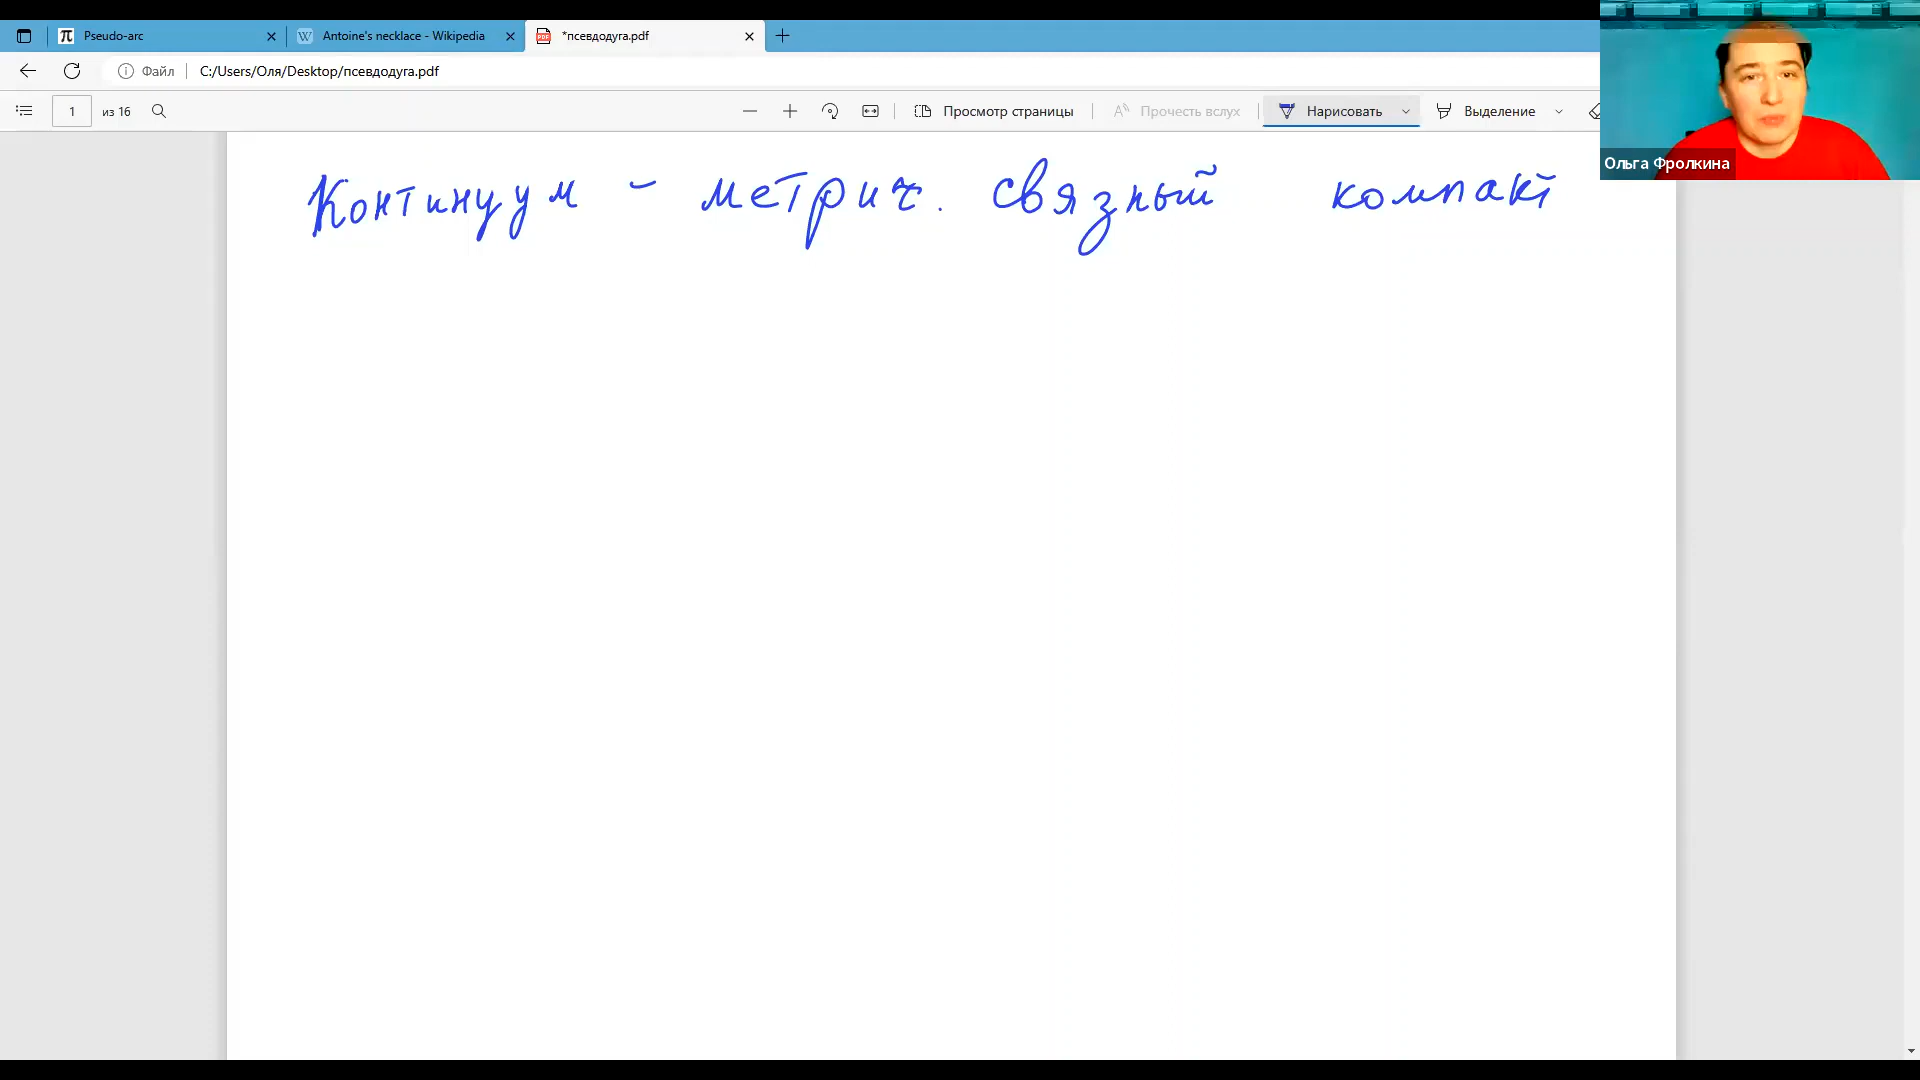 Pseudo-arc
Antoine's necklace - Wikipedia
*псевдодуга.pdf
Файл
C:/Users/Оля/Desktop/псевдодуга.pdf
1 из 16
Просмотр страницы
Прочесть вслух
Нарисовать
Выделение
Ольга Фролкина
Континуум - метрич. связный компакт